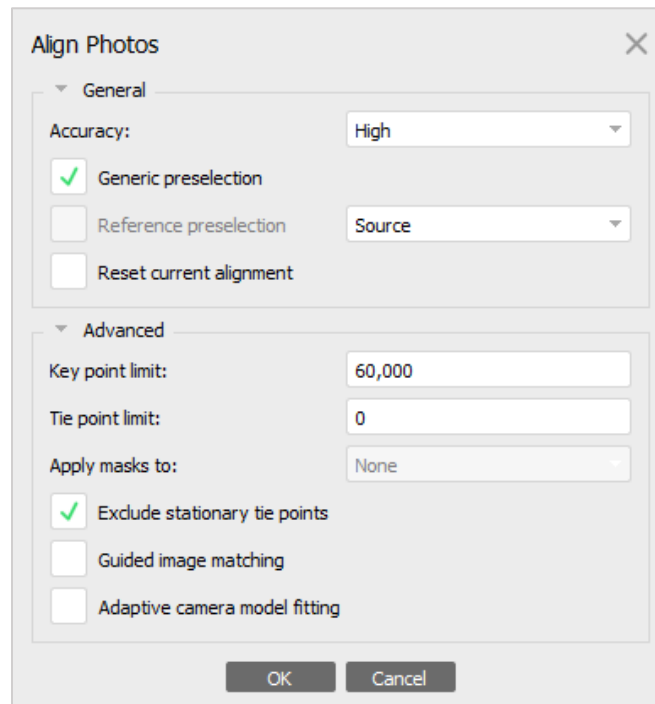 Align Photos
General
Accuracy: High
Generic preselection
Reference preselection Source
Reset current alignment
Advanced
Key point limit: 60,000
Tie point limit: 0
Apply masks to: None
Exclude stationary tie points
Guided image matching
Adaptive camera model fitting
OK Cancel